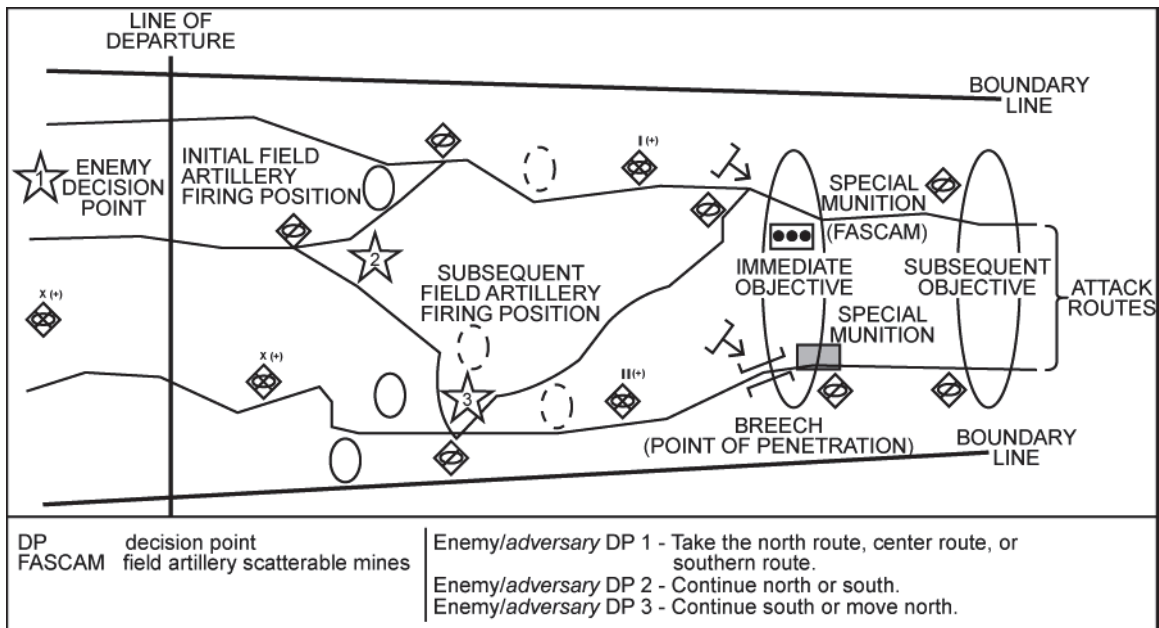 LINE OF
DEPARTURE
BOUNDARY
LINE
1
ENEMY
DECISION
POINT
INITIAL FIELD
ARTILLERY
FIRING POSITION
I (+)
SPECIAL
MUNITION
(FASCAM)
2
SUBSEQUENT
FIELD ARTILLERY
FIRING POSITION
IMMEDIATE
OBJECTIVE
SUBSEQUENT
OBJECTIVE
ATTACK
ROUTES
X (+)
SPECIAL
MUNITION
X (+)
3
II (+)
BREECH
(POINT OF PENETRATION)
BOUNDARY
LINE
DP decision point
FASCAM field artillery scatterable mines
Enemy/adversary DP 1 - Take the north route, center route, or
southern route.
Enemy/adversary DP 2 - Continue north or south.
Enemy/adversary DP 3 - Continue south or move north.